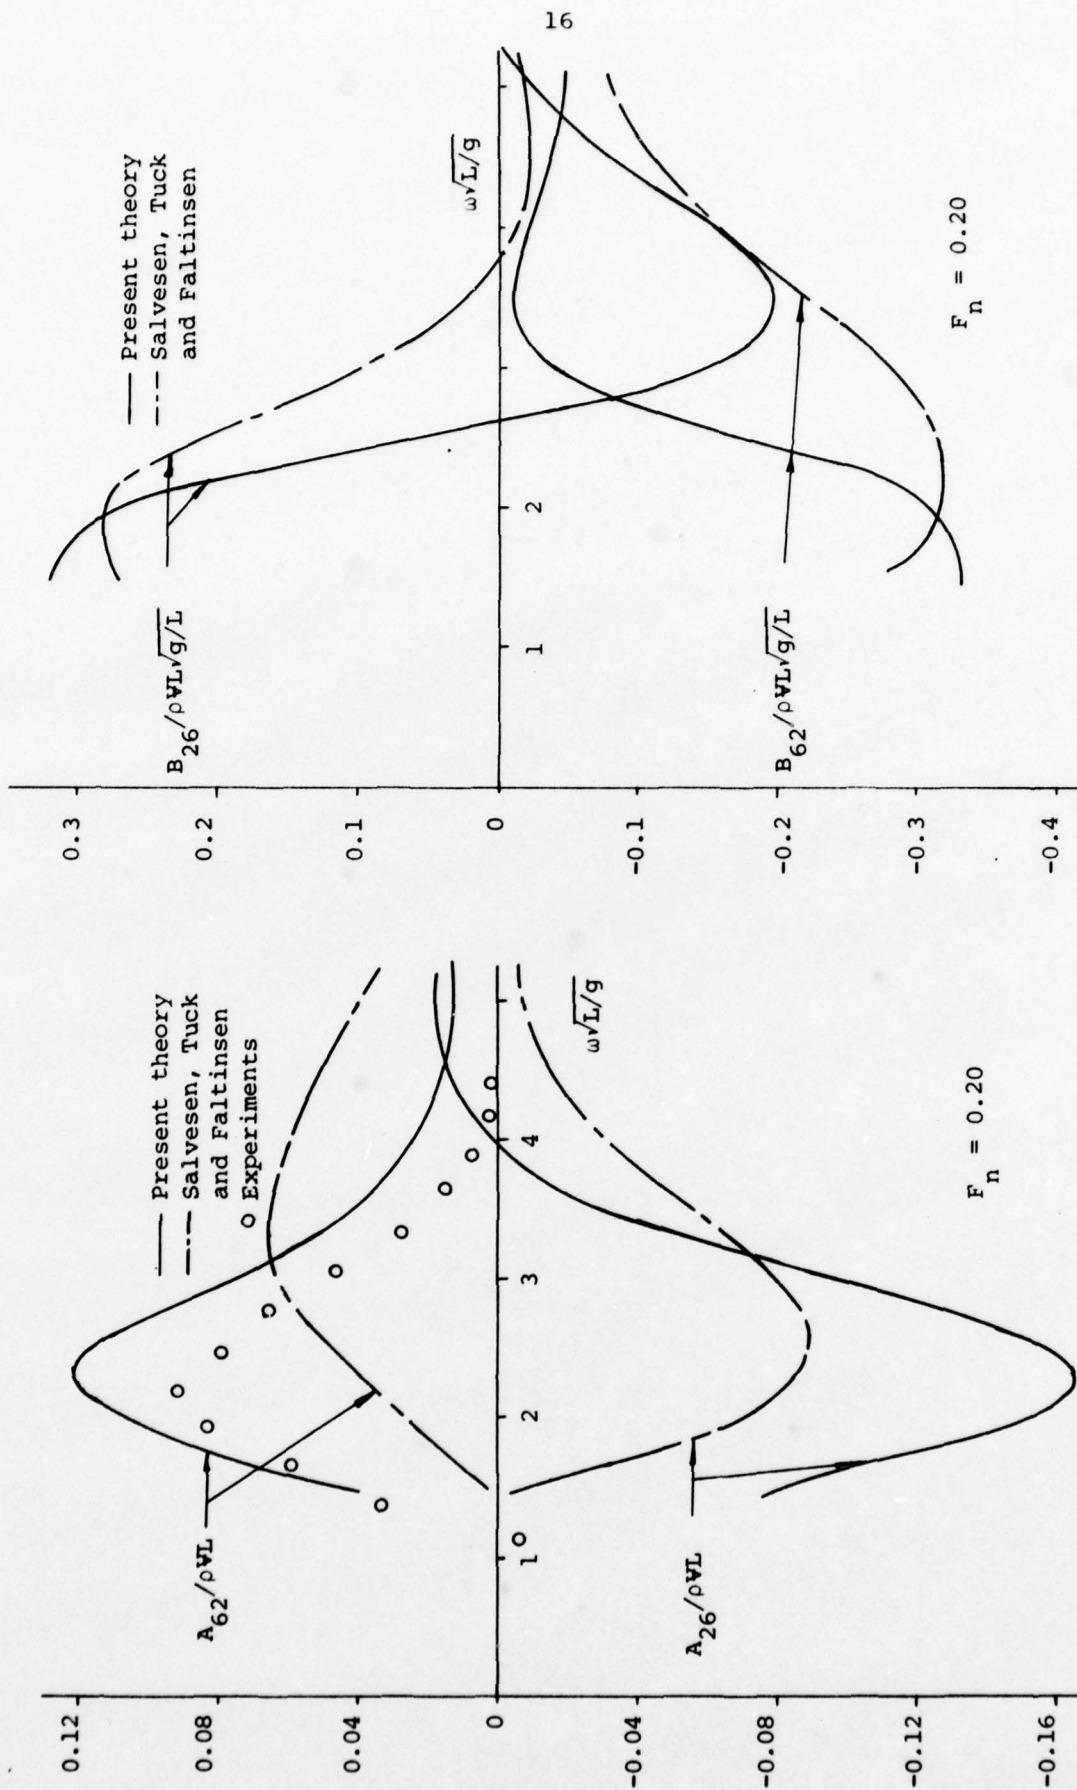 16
0.12
0.08
0.04
0
-0.04
-0.08
-0.12
-0.16
1
2
3
4
ω√L/g
A62/ρ∀L
A26/ρ∀L
—— Present theory
—·— Salvesen, Tuck
and Faltinsen
o Experiments
Fn = 0.20
0.3
0.2
0.1
0
-0.1
-0.2
-0.3
-0.4
1
2
ω√L/g
B26/ρ∀L√g/L
B62/ρ∀L√g/L
—— Present theory
—·— Salvesen, Tuck
and Faltinsen
Fn = 0.20